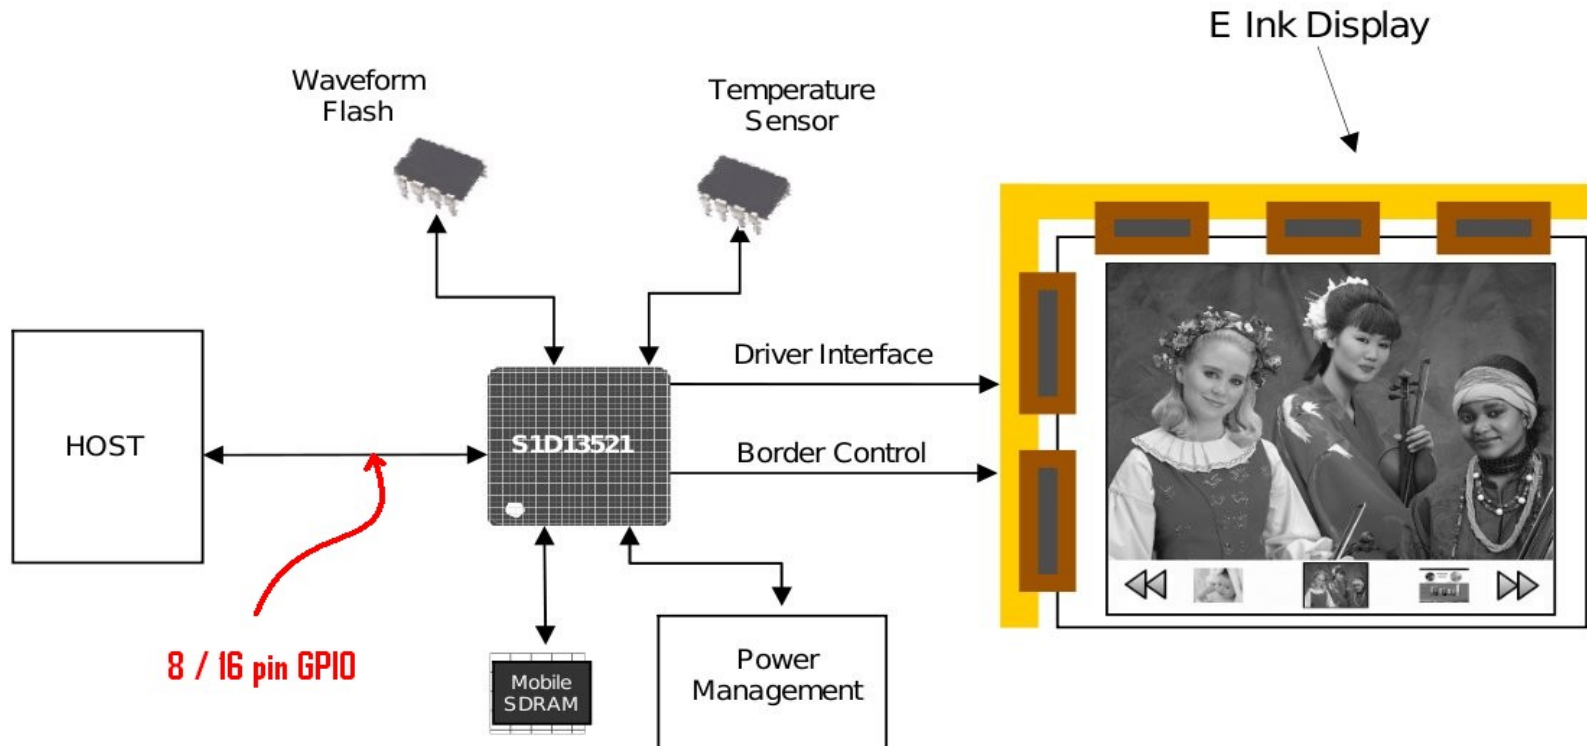 E Ink Display
Waveform
Flash
Temperature
Sensor
Driver Interface
HOST
S1D13521
Border Control
8 / 16 pin GPIO
Mobile
SDRAM
Power
Management